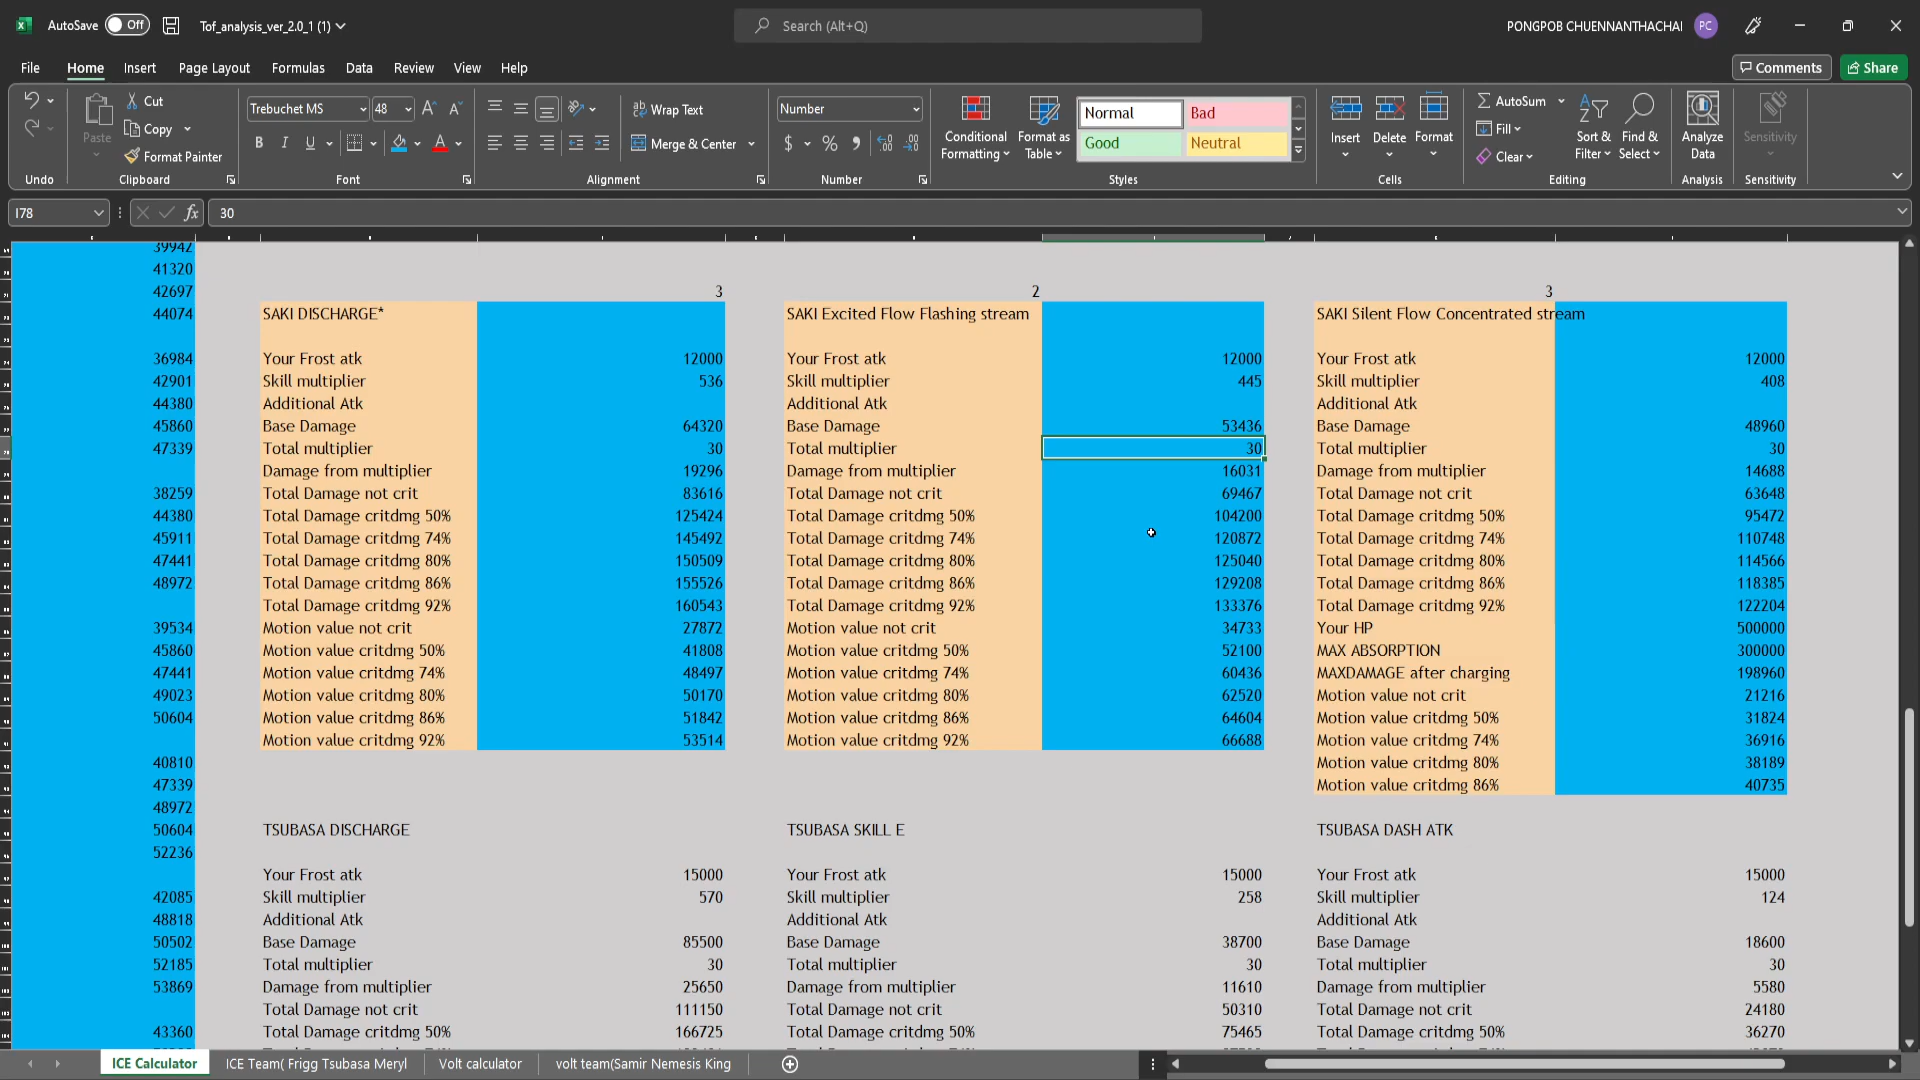 AutoSave Off Tof_analysis_ver_2.0_1 (1) Search (Alt+Q) PONGPOB CHUENNANTHACHAI PC
File Home Insert Page Layout Formulas Data Review View Help Comments Share
Cut Trebuchet MS 48 Wrap Text Number Normal Bad AutoSum
Paste Copy Conditional Formatting Format as Table Insert Delete Format Fill Sort & Filter Find & Select Analyze Data Sensitivity
Format Painter B I U A Merge & Center $ % Good Neutral Clear
Undo Clipboard Font Alignment Number Styles Cells Editing Analysis Sensitivity
I78 fx 30
39942
41320
42697 3 2 3
44074 SAKI DISCHARGE* SAKI Excited Flow Flashing stream SAKI Silent Flow Concentrated stream
36984 Your Frost atk 12000 Your Frost atk 12000 Your Frost atk 12000
42901 Skill multiplier 536 Skill multiplier 445 Skill multiplier 408
44380 Additional Atk Additional Atk Additional Atk
45860 Base Damage 64320 Base Damage 53436 Base Damage 48960
47339 Total multiplier 30 Total multiplier 30 Total multiplier 30
Damage from multiplier 19296 Damage from multiplier 16031 Damage from multiplier 14688
38259 Total Damage not crit 83616 Total Damage not crit 69467 Total Damage not crit 63648
44380 Total Damage critdmg 50% 125424 Total Damage critdmg 50% 104200 Total Damage critdmg 50% 95472
45911 Total Damage critdmg 74% 145492 Total Damage critdmg 74% 120872 Total Damage critdmg 74% 110748
47441 Total Damage critdmg 80% 150509 Total Damage critdmg 80% 125040 Total Damage critdmg 80% 114566
48972 Total Damage critdmg 86% 155526 Total Damage critdmg 86% 129208 Total Damage critdmg 86% 118385
Total Damage critdmg 92% 160543 Total Damage critdmg 92% 133376 Total Damage critdmg 92% 122204
39534 Motion value not crit 27872 Motion value not crit 34733 Your HP 500000
45860 Motion value critdmg 50% 41808 Motion value critdmg 50% 52100 MAX ABSORPTION 300000
47441 Motion value critdmg 74% 48497 Motion value critdmg 74% 60436 MAXDAMAGE after charging 198960
49023 Motion value critdmg 80% 50170 Motion value critdmg 80% 62520 Motion value not crit 21216
50604 Motion value critdmg 86% 51842 Motion value critdmg 86% 64604 Motion value critdmg 50% 31824
Motion value critdmg 92% 53514 Motion value critdmg 92% 66688 Motion value critdmg 74% 36916
40810 Motion value critdmg 80% 38189
47339 Motion value critdmg 86% 40735
48972
50604 TSUBASA DISCHARGE TSUBASA SKILL E TSUBASA DASH ATK
52236
Your Frost atk 15000 Your Frost atk 15000 Your Frost atk 15000
42085 Skill multiplier 570 Skill multiplier 258 Skill multiplier 124
48818 Additional Atk Additional Atk Additional Atk
50502 Base Damage 85500 Base Damage 38700 Base Damage 18600
52185 Total multiplier 30 Total multiplier 30 Total multiplier 30
53869 Damage from multiplier 25650 Damage from multiplier 11610 Damage from multiplier 5580
Total Damage not crit 111150 Total Damage not crit 50310 Total Damage not crit 24180
43360 Total Damage critdmg 50% 166725 Total Damage critdmg 50% 75465 Total Damage critdmg 50% 36270
ICE Calculator ICE Team( Frigg Tsubasa Meryl Volt calculator volt team(Samir Nemesis King